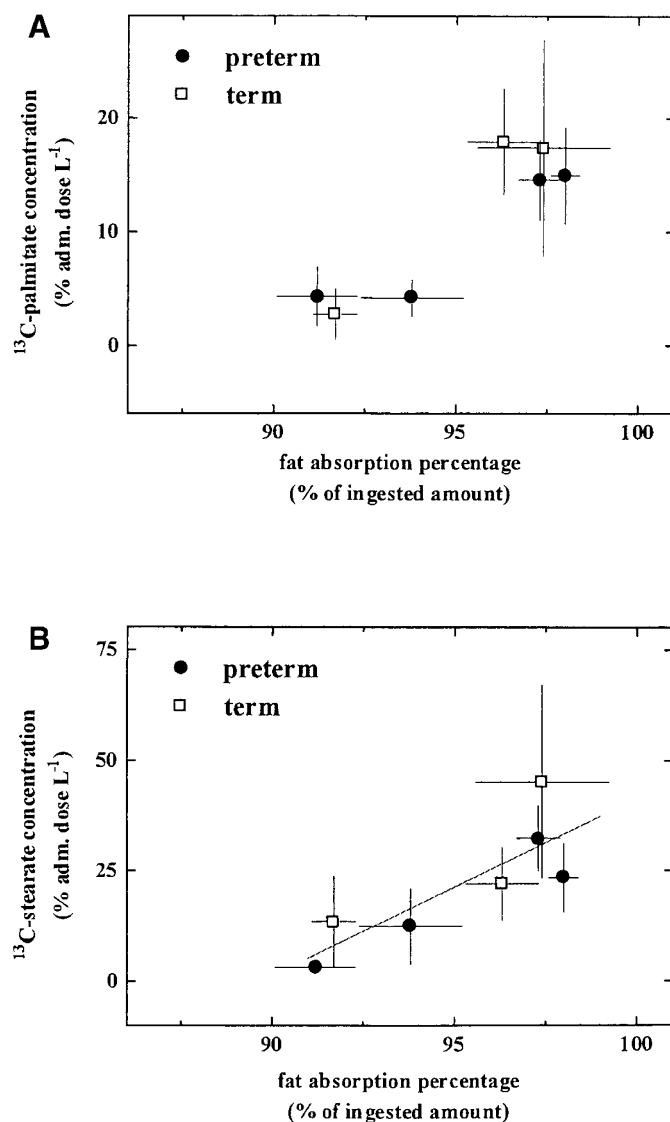 A
preterm
term
20
10
0
¹³C-palmitate concentration
(% adm. dose L⁻¹)
90
95
100
fat absorption percentage
(% of ingested amount)
B
preterm
term
75
50
25
0
¹³C-stearate concentration
(% adm. dose L⁻¹)
90
95
100
fat absorption percentage
(% of ingested amount)